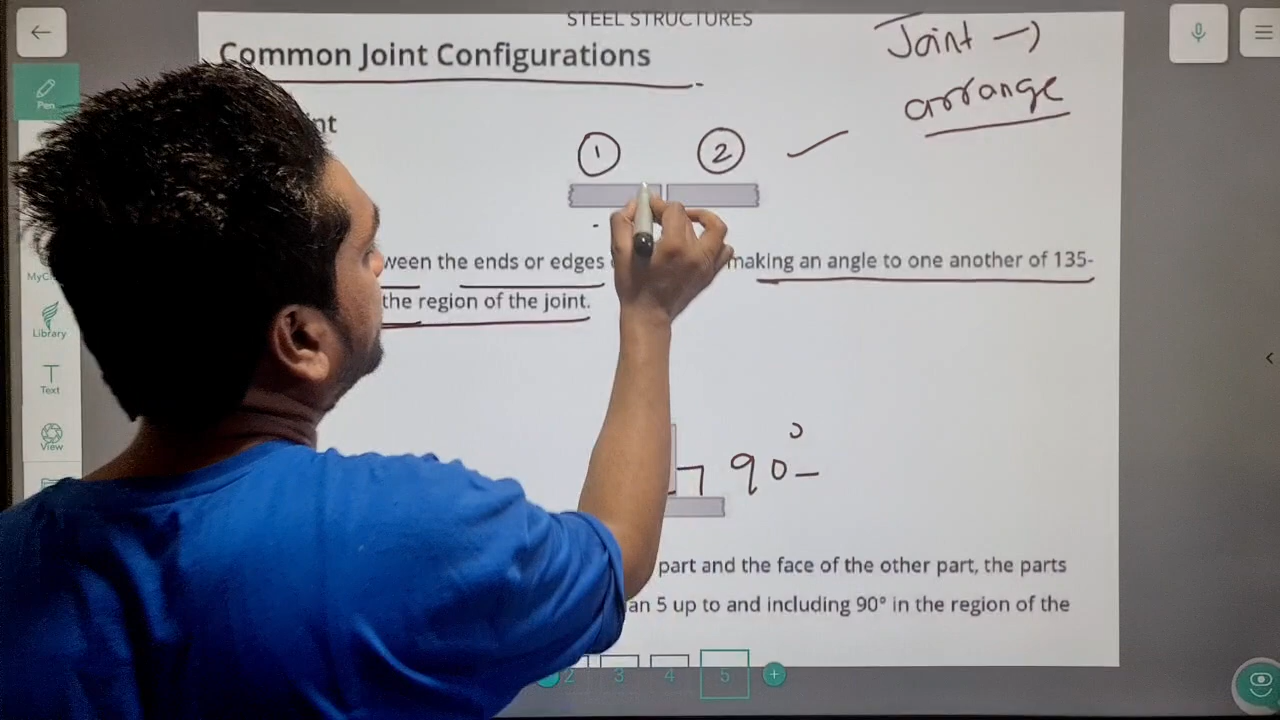 STEEL STRUCTURES
Common Joint Configurations
Joint →
arrange
Pen
nt
1 2
ween the ends or edges making an angle to one another of 135-
the region of the joint.
Library
Text
View
90°
part and the face of the other part, the parts
an 5 up to and including 90° in the region of the
2 3 4 5 +